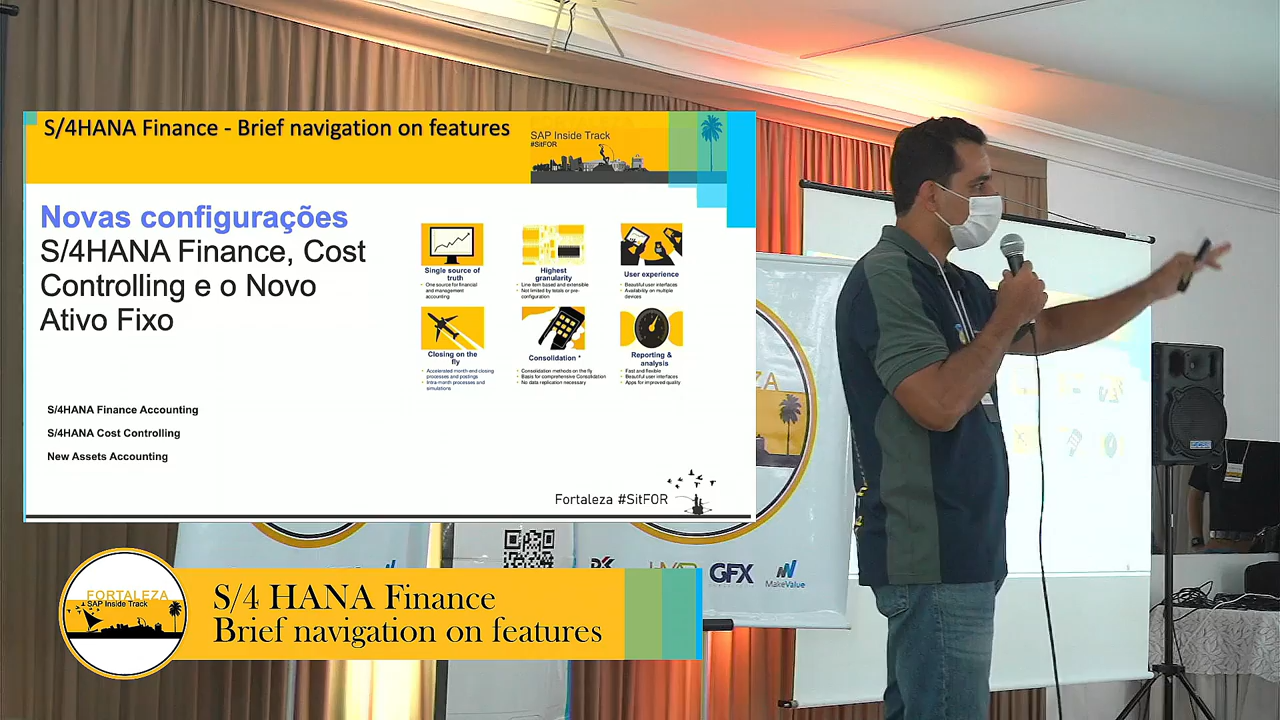 S/4HANA Finance - Brief navigation on features
SAP Inside Track
#SitFOR
Novas configurações
S/4HANA Finance, Cost
Controlling e o Novo
Ativo Fixo
Single source of
truth
• One source for financial
and management
accounting
Highest
granularity
• Line item based and extensible
• Not limited by totals or pre-
configuration
User experience
• Beautiful user interfaces
• Availability on multiple
devices
Closing on the
fly
• Accelerated month end closing
processes and postings
• Intra-month processes and
simulations
Consolidation *
• Consolidation methods on the fly
• Basis for comprehensive Consolidation
• No data replication necessary
Reporting &
analysis
• Fast and flexible
• Beautiful user interfaces
• Apps for improved quality
S/4HANA Finance Accounting
S/4HANA Cost Controlling
New Assets Accounting
Fortaleza #SitFOR
GFX
MakeValue
FORTALEZA
SAP Inside Track
S/4 HANA Finance
Brief navigation on features